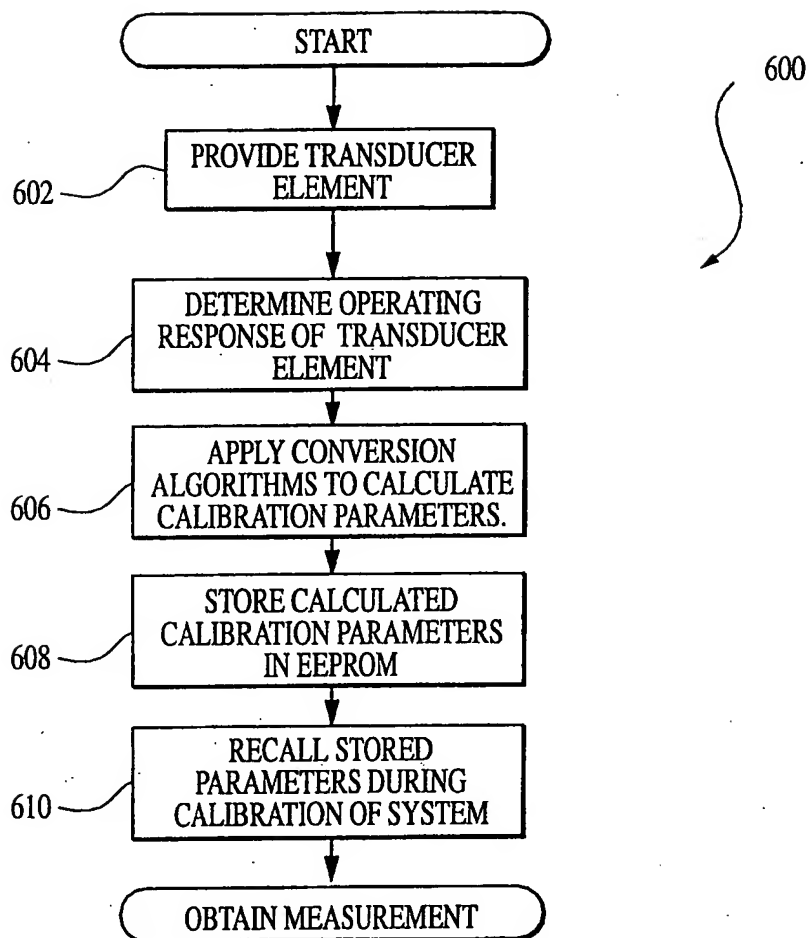 START
600
PROVIDE TRANSDUCER
ELEMENT
602
DETERMINE OPERATING
RESPONSE OF TRANSDUCER
ELEMENT
604
APPLY CONVERSION
ALGORITHMS TO CALCULATE
CALIBRATION PARAMETERS.
606
STORE CALCULATED
CALIBRATION PARAMETERS
IN EEPROM
608
RECALL STORED
PARAMETERS DURING
CALIBRATION OF SYSTEM
610
OBTAIN MEASUREMENT